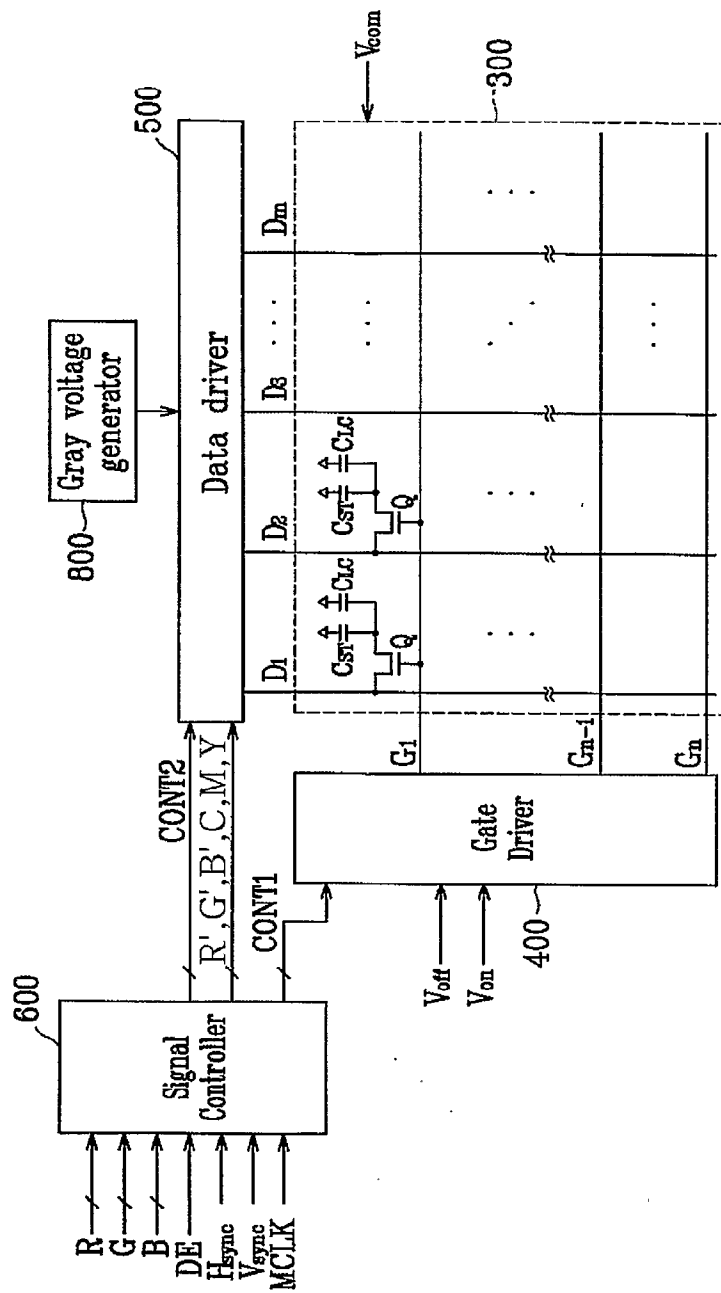 800
Gray voltage
generator
500
Data driver
600
Signal
Controller
R
G
B
DE
Hsync
Vsync
MCLK
CONT2
R',G',B',C,M,Y
CONT1
D1
D2
D3
. . .
Dm
Vcom
CST
CLC
Q
CST
CLC
Q
300
Gate
Driver
400
Voff
Von
G1
Gn-1
Gn